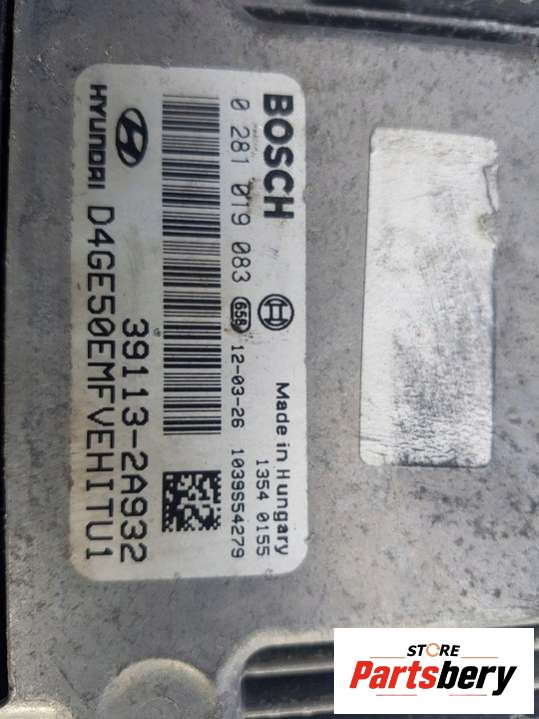 BOSCH
0 281 019 083
658
12-03-26
Made in Hungary
1354 0155
1039S54279
39113-2A932
HYUNDAI
D4GE50EMFVEHITU1
STORE
Partsbery